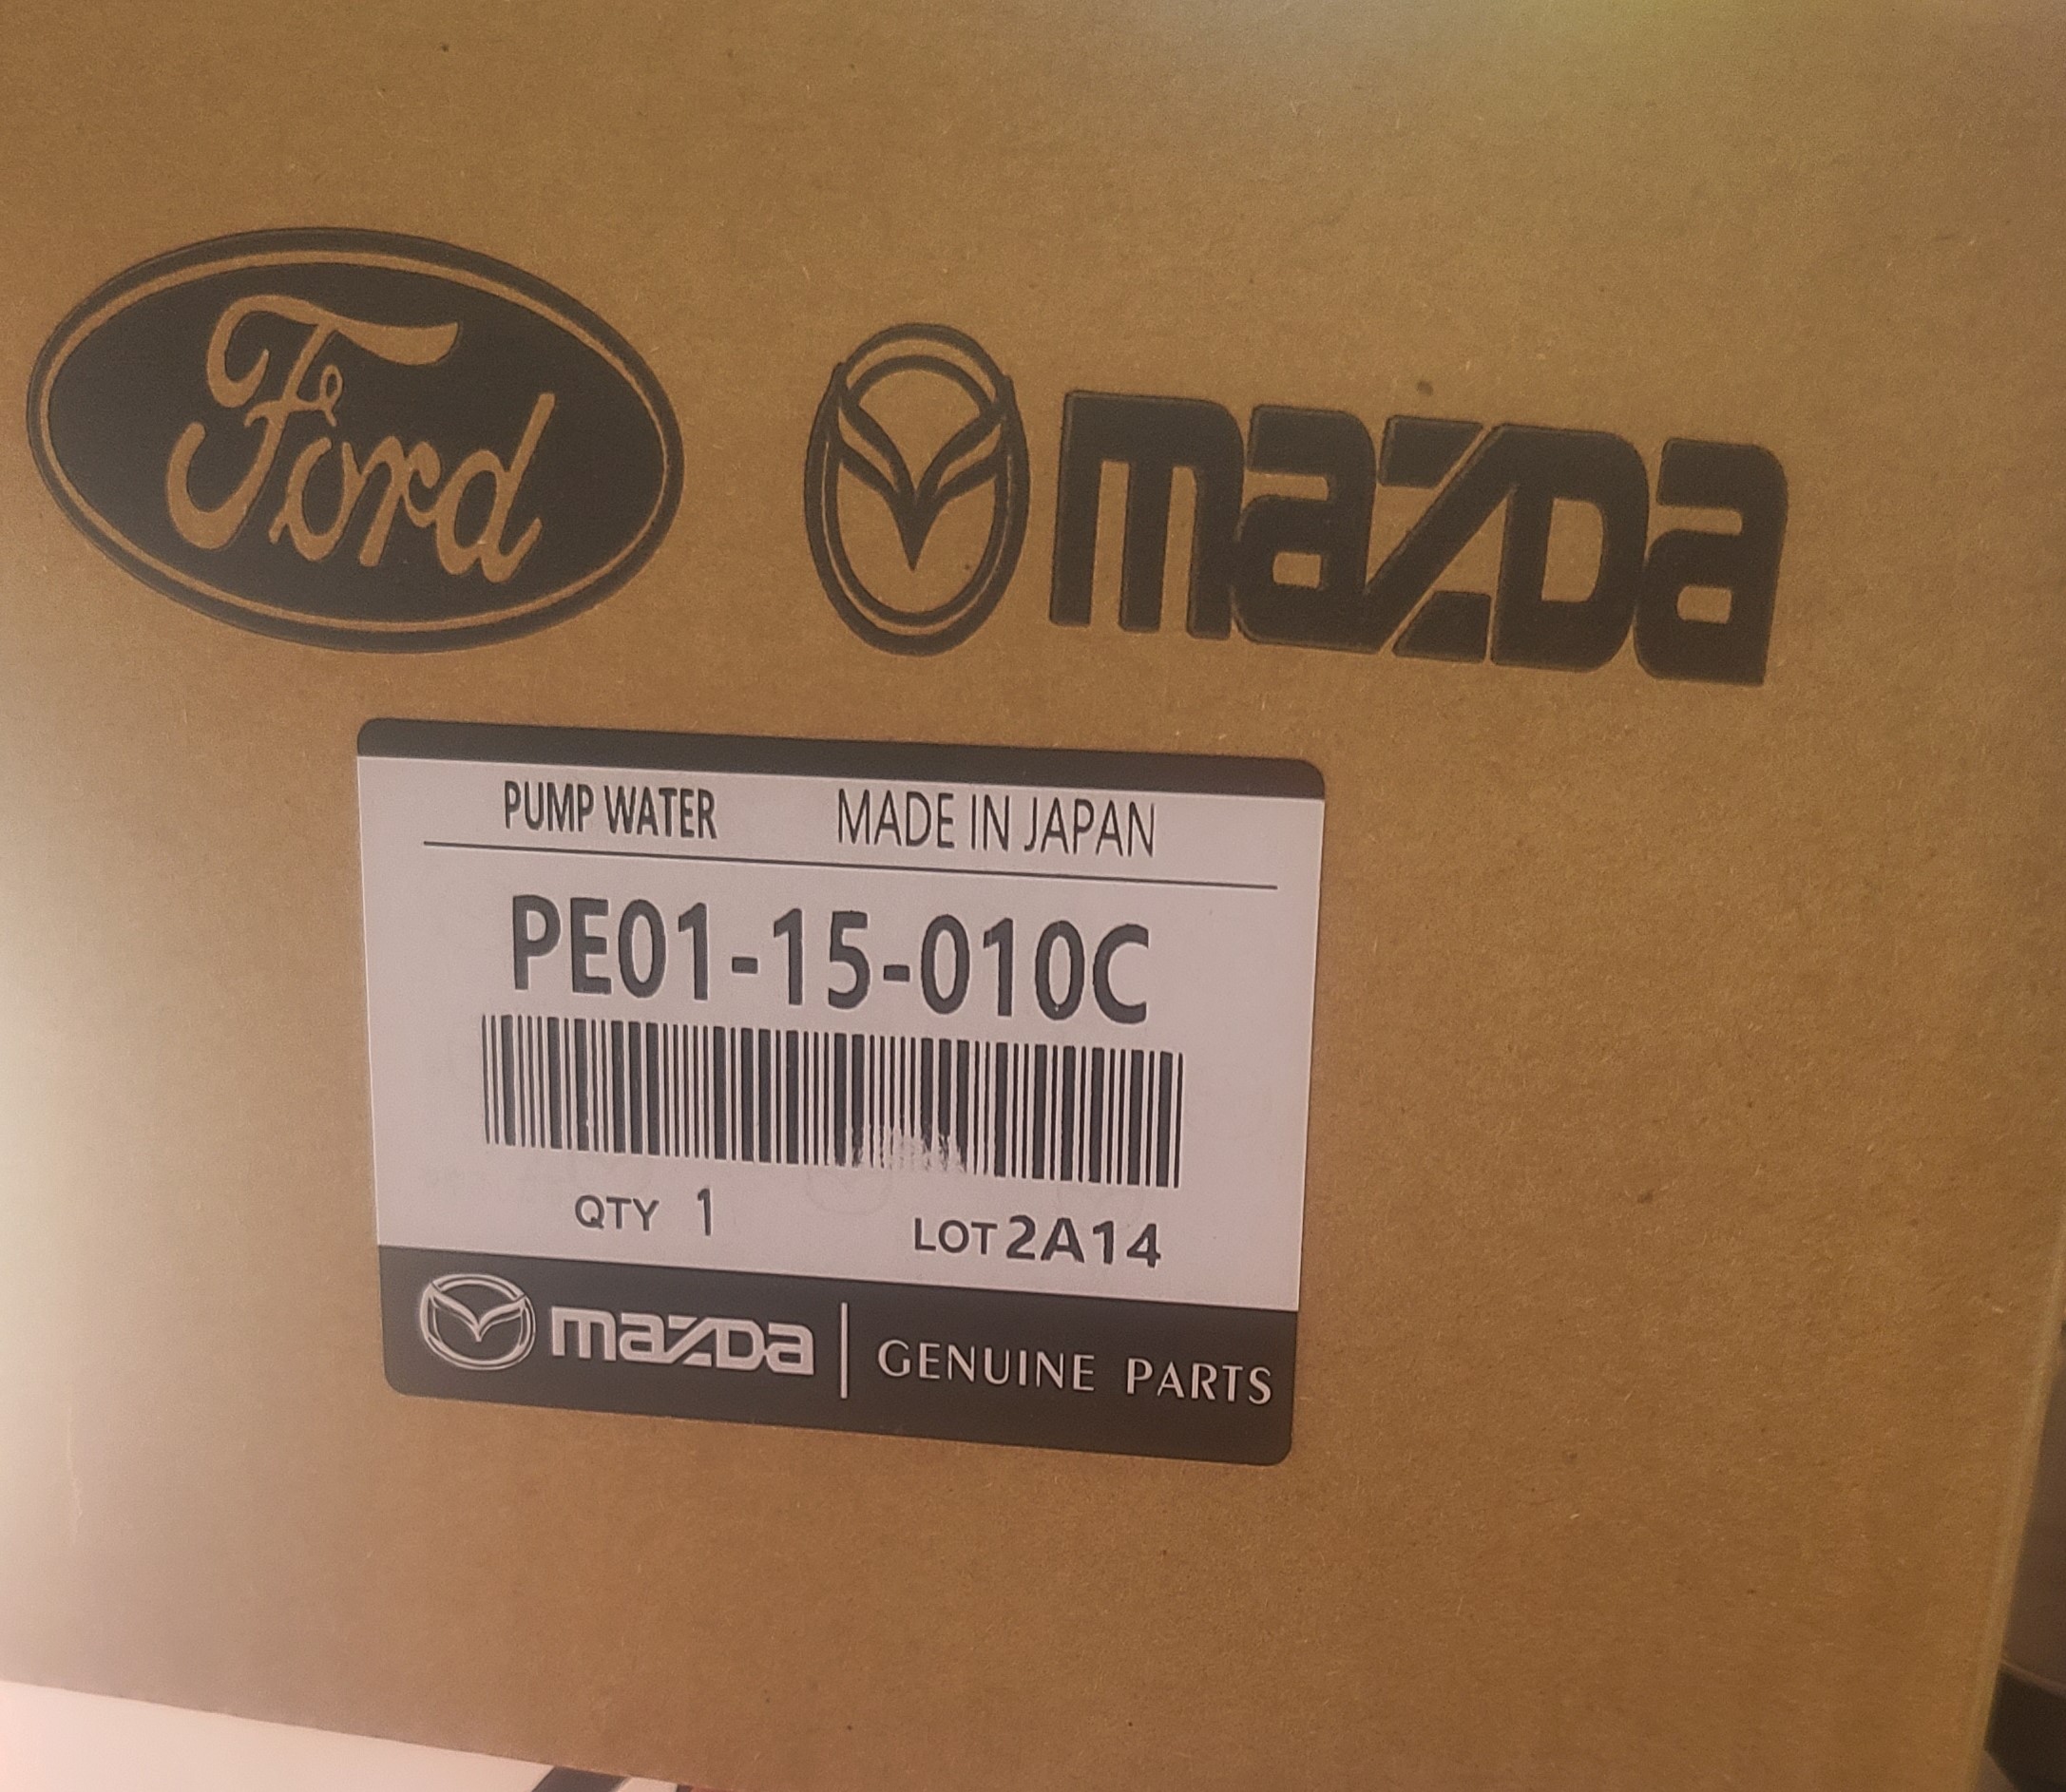 Ford
mazDa
PUMP WATER MADE IN JAPAN
PE01-15-010C
QTY 1 LOT 2A14
mazDa | GENUINE PARTS